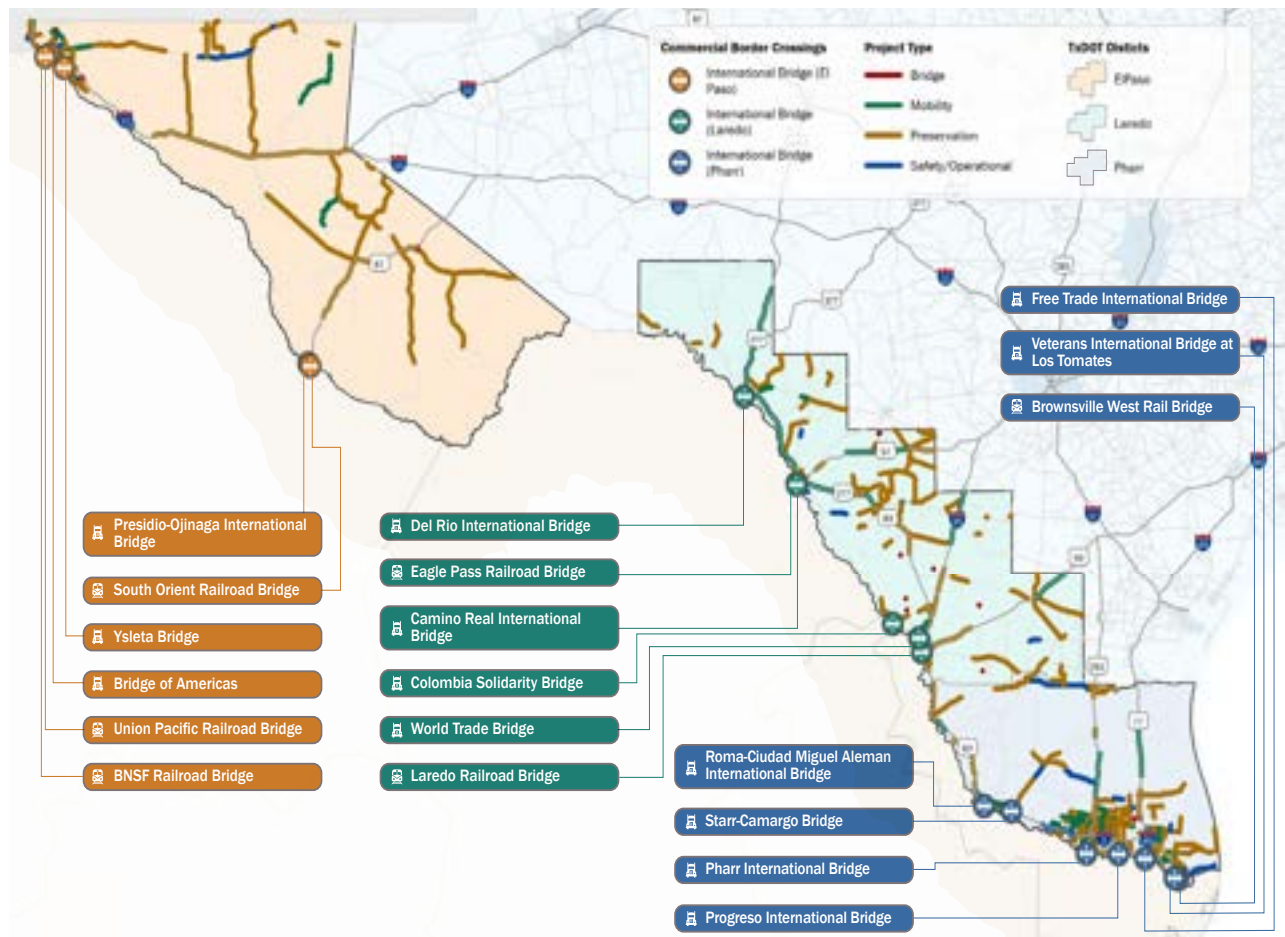 Commercial Border Crossings
International Bridge (El
Paso)
International Bridge
(Laredo)
International Bridge
(Pharr)
Project Type
Bridge
Mobility
Preservation
Safety/Operational
TxDOT Disticts
ElPaso
Laredo
Pharr
Free Trade International Bridge
Veterans International Bridge at
Los Tomates
Brownsville West Rail Bridge
Presidio-Ojinaga International
Bridge
South Orient Railroad Bridge
Ysleta Bridge
Bridge of Americas
Union Pacific Railroad Bridge
BNSF Railroad Bridge
Del Rio International Bridge
Eagle Pass Railroad Bridge
Camino Real International
Bridge
Colombia Solidarity Bridge
World Trade Bridge
Laredo Railroad Bridge
Roma-Ciudad Miguel Aleman
International Bridge
Starr-Camargo Bridge
Pharr International Bridge
Progreso International Bridge